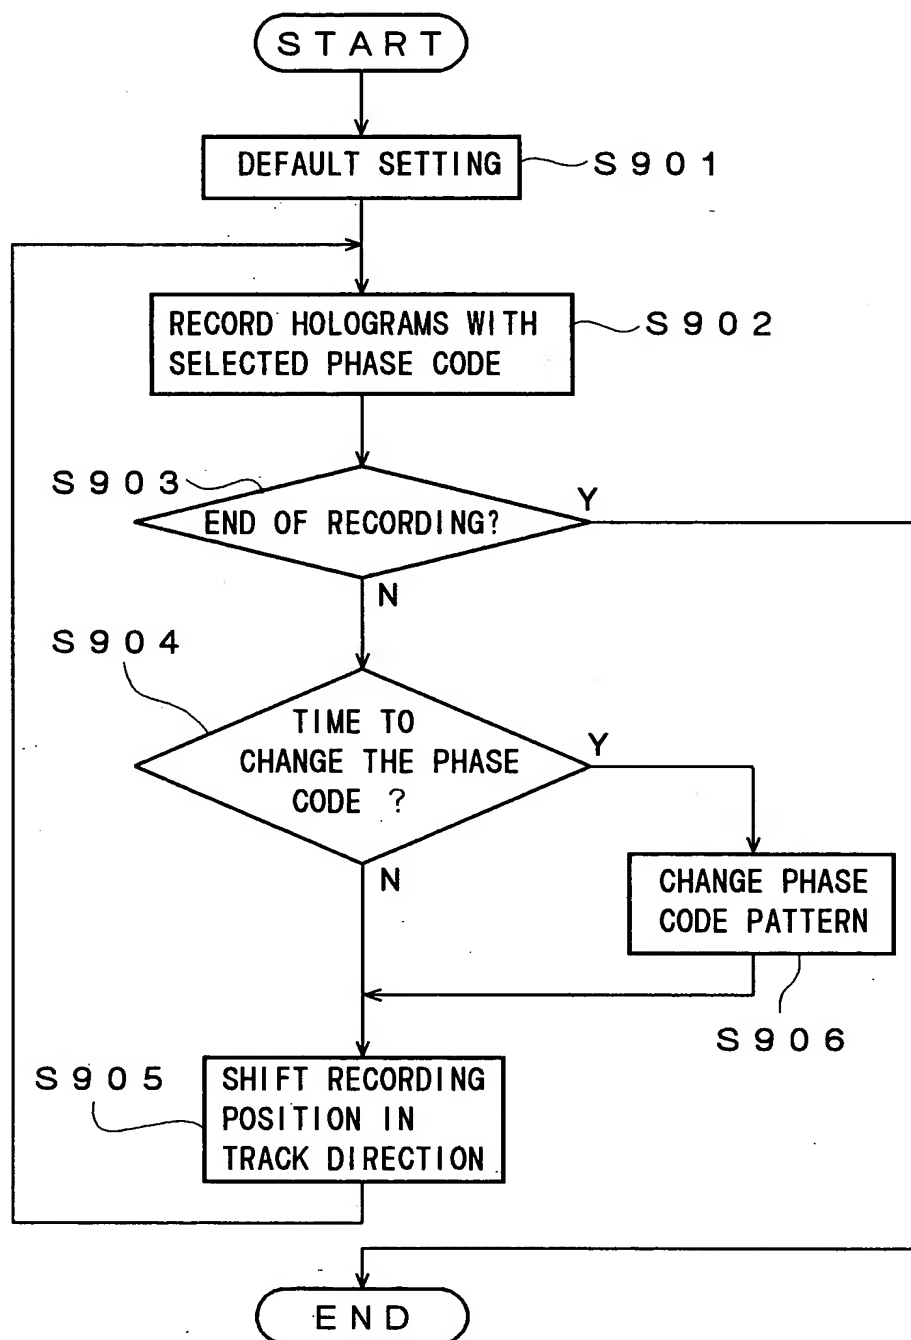 START
DEFAULT SETTING
S901
RECORD HOLOGRAMS WITH
SELECTED PHASE CODE
S902
S903
END OF RECORDING?
Y
N
S904
TIME TO
CHANGE THE PHASE
CODE ?
Y
N
CHANGE PHASE
CODE PATTERN
S906
S905
SHIFT RECORDING
POSITION IN
TRACK DIRECTION
END